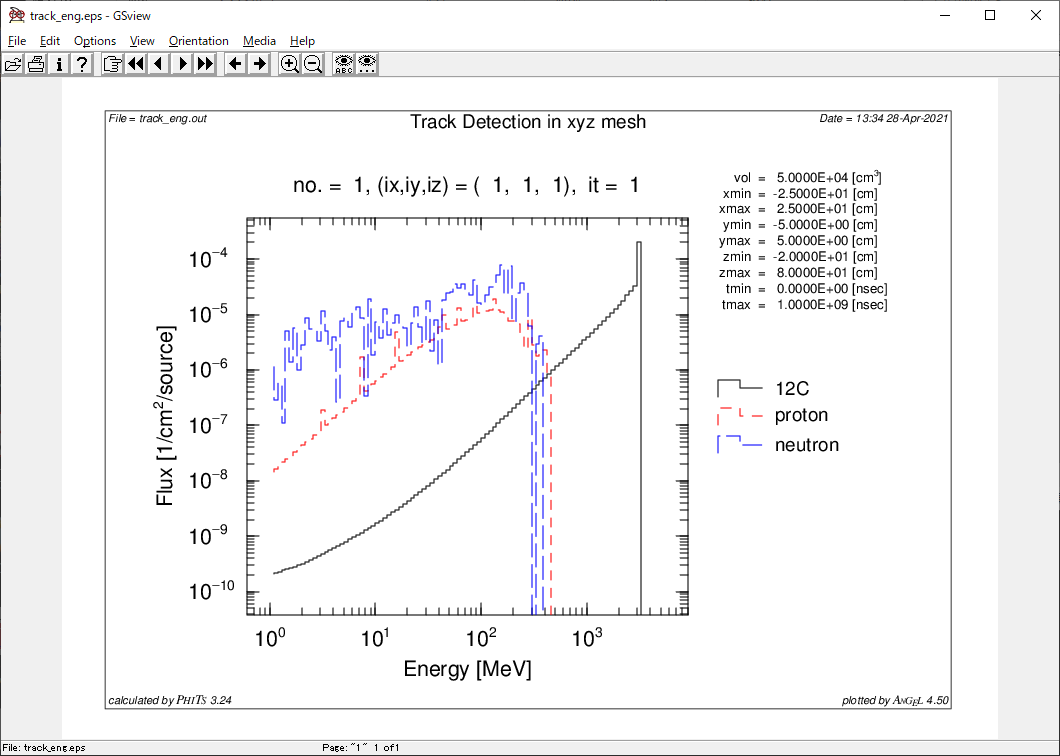 track_eng.eps - GSview
File Edit Options View Orientation Media Help
i ?
ABC
File = track_eng.out
Track Detection in xyz mesh
Date = 13:34 28-Apr-2021
no. = 1, (ix,iy,iz) = ( 1, 1, 1), it = 1
vol = 5.0000E+04 [cm³]
xmin = -2.5000E+01 [cm]
xmax = 2.5000E+01 [cm]
ymin = -5.0000E+00 [cm]
ymax = 5.0000E+00 [cm]
zmin = -2.0000E+01 [cm]
zmax = 8.0000E+01 [cm]
tmin = 0.0000E+00 [nsec]
tmax = 1.0000E+09 [nsec]
10⁻⁴
10⁻⁵
10⁻⁶
10⁻⁷
10⁻⁸
10⁻⁹
10⁻¹⁰
Flux [1/cm²/source]
12C
proton
neutron
10⁰ 10¹ 10² 10³
Energy [MeV]
calculated by PHITS 3.24
plotted by ANGEL 4.50
File: track_eng.eps
Page: "1" 1 of 1